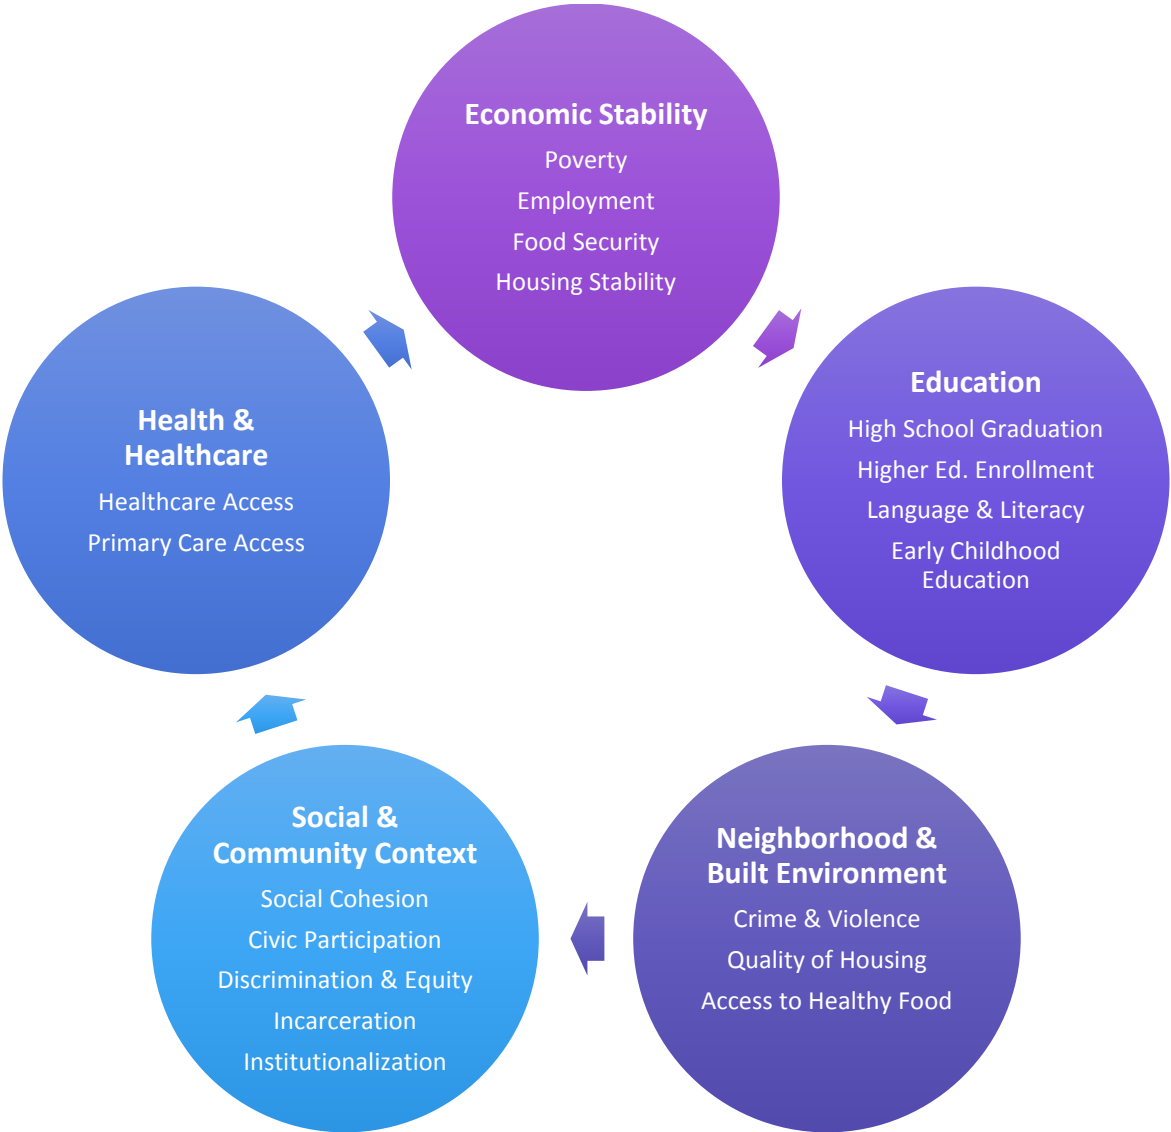 Economic Stability
Poverty
Employment
Food Security
Housing Stability
Education
High School Graduation
Higher Ed. Enrollment
Language & Literacy
Early Childhood
Education
Neighborhood &
Built Environment
Crime & Violence
Quality of Housing
Access to Healthy Food
Social &
Community Context
Social Cohesion
Civic Participation
Discrimination & Equity
Incarceration
Institutionalization
Health &
Healthcare
Healthcare Access
Primary Care Access